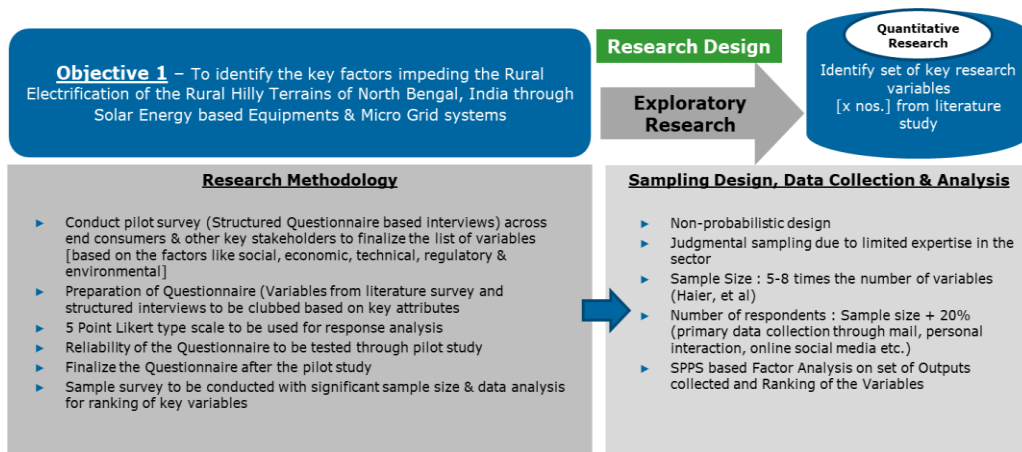 Objective 1 – To identify the key factors impeding the Rural
Electrification of the Rural Hilly Terrains of North Bengal, India through
Solar Energy based Equipments & Micro Grid systems
Research Design
Exploratory
Research
Quantitative
Research
Identify set of key research
variables
[x nos.] from literature
study
Research Methodology
► Conduct pilot survey (Structured Questionnaire based interviews) across
end consumers & other key stakeholders to finalize the list of variables
[based on the factors like social, economic, technical, regulatory &
environmental]
► Preparation of Questionnaire (Variables from literature survey and
structured interviews to be clubbed based on key attributes
► 5 Point Likert type scale to be used for response analysis
► Reliability of the Questionnaire to be tested through pilot study
► Finalize the Questionnaire after the pilot study
► Sample survey to be conducted with significant sample size & data analysis
for ranking of key variables
Sampling Design, Data Collection & Analysis
► Non-probabilistic design
► Judgmental sampling due to limited expertise in the
sector
► Sample Size : 5-8 times the number of variables
(Haier, et al)
► Number of respondents : Sample size + 20%
(primary data collection through mail, personal
interaction, online social media etc.)
► SPPS based Factor Analysis on set of Outputs
collected and Ranking of the Variables